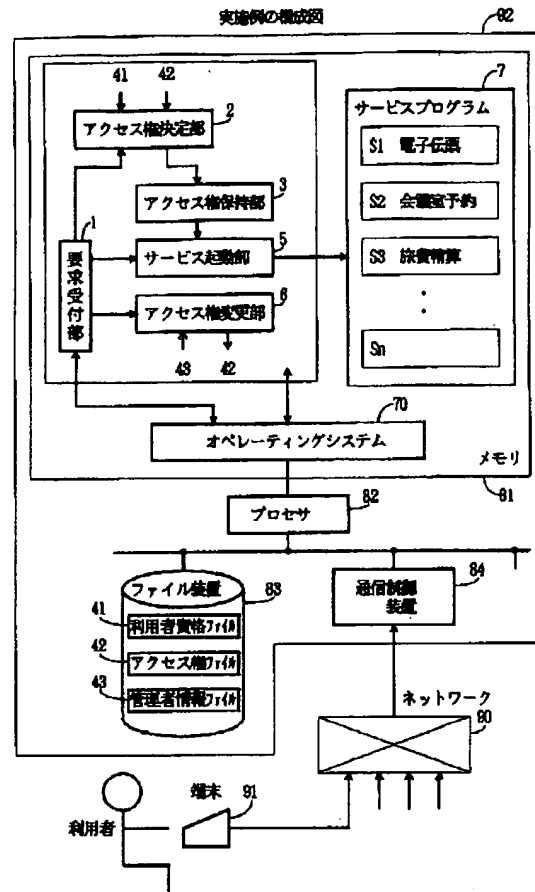 実施例の構成図
92
41
42
2
アクセス権決定部
3
アクセス権保持部
1
要求受付部
5
サービス起動部
6
アクセス権変更部
43
42
7
サービスプログラム
S1 電子伝票
S2 会議室予約
S3 旅費精算
Sn
70
オペレーティングシステム
メモリ
81
82
プロセサ
ファイル装置
83
41
利用者資格ファイル
42
アクセス権ファイル
43
管理者情報ファイル
84
通信制御
装置
ネットワーク
90
端末
91
利用者